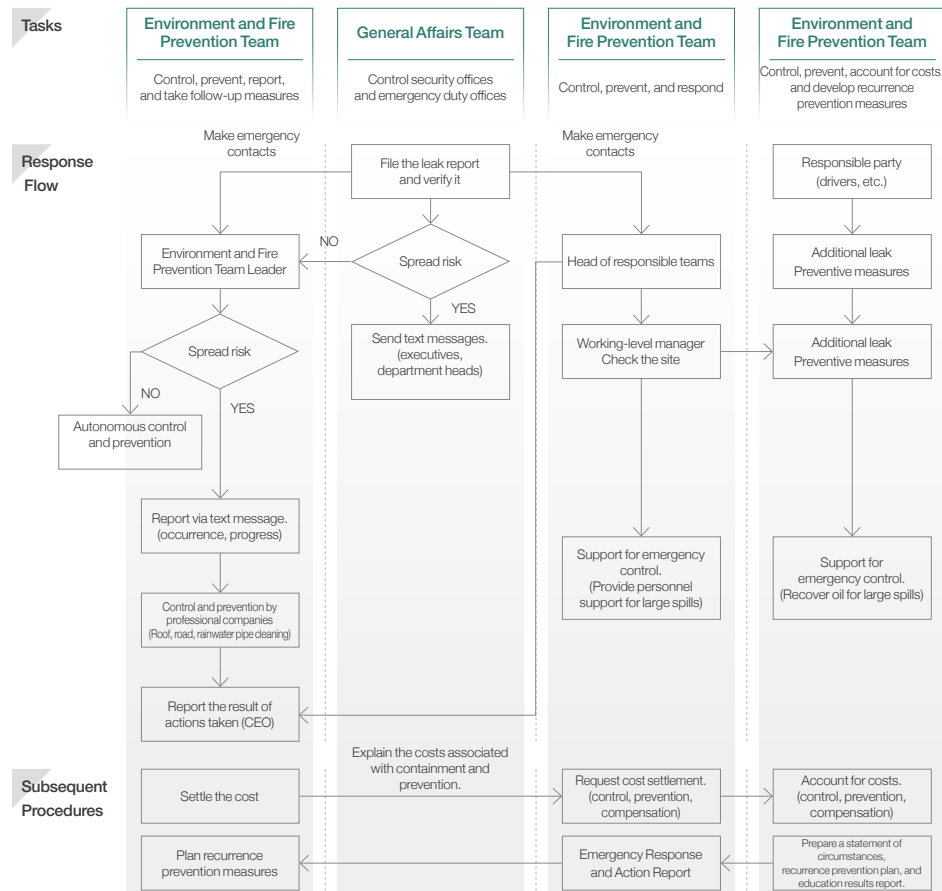 Tasks
Environment and Fire
Prevention Team
Control, prevent, report,
and take follow-up measures
General Affairs Team
Control security offices
and emergency duty offices
Environment and
Fire Prevention Team
Control, prevent, and respond
Environment and
Fire Prevention Team
Control, prevent, account for costs,
and develop recurrence
prevention measures
Response
Flow
Make emergency
contacts
File the leak report
and verify it
Make emergency
contacts
Responsible party
(drivers, etc.)
Environment and Fire
Prevention Team Leader
NO
Spread risk
YES
Head of responsible teams
Additional leak
Preventive measures
Spread risk
NO
YES
Send text messages.
(executives,
department heads)
Working-level manager
Check the site
Additional leak
Preventive measures
Autonomous control
and prevention
Report via text message.
(occurrence, progress)
Support for emergency
control.
(Provide personnel
support for large spills)
Support for
emergency control.
(Recover oil for large spills)
Control and prevention by
professional companies
(Roof, road, rainwater pipe cleaning)
Report the result of
actions taken (CEO)
Subsequent
Procedures
Settle the cost
Explain the costs associated
with containment and
prevention.
Request cost settlement.
(control, prevention,
compensation)
Account for costs.
(control, prevention,
compensation)
Plan recurrence
prevention measures
Emergency Response
and Action Report
Prepare a statement of
circumstances,
recurrence prevention plan, and
education results report.